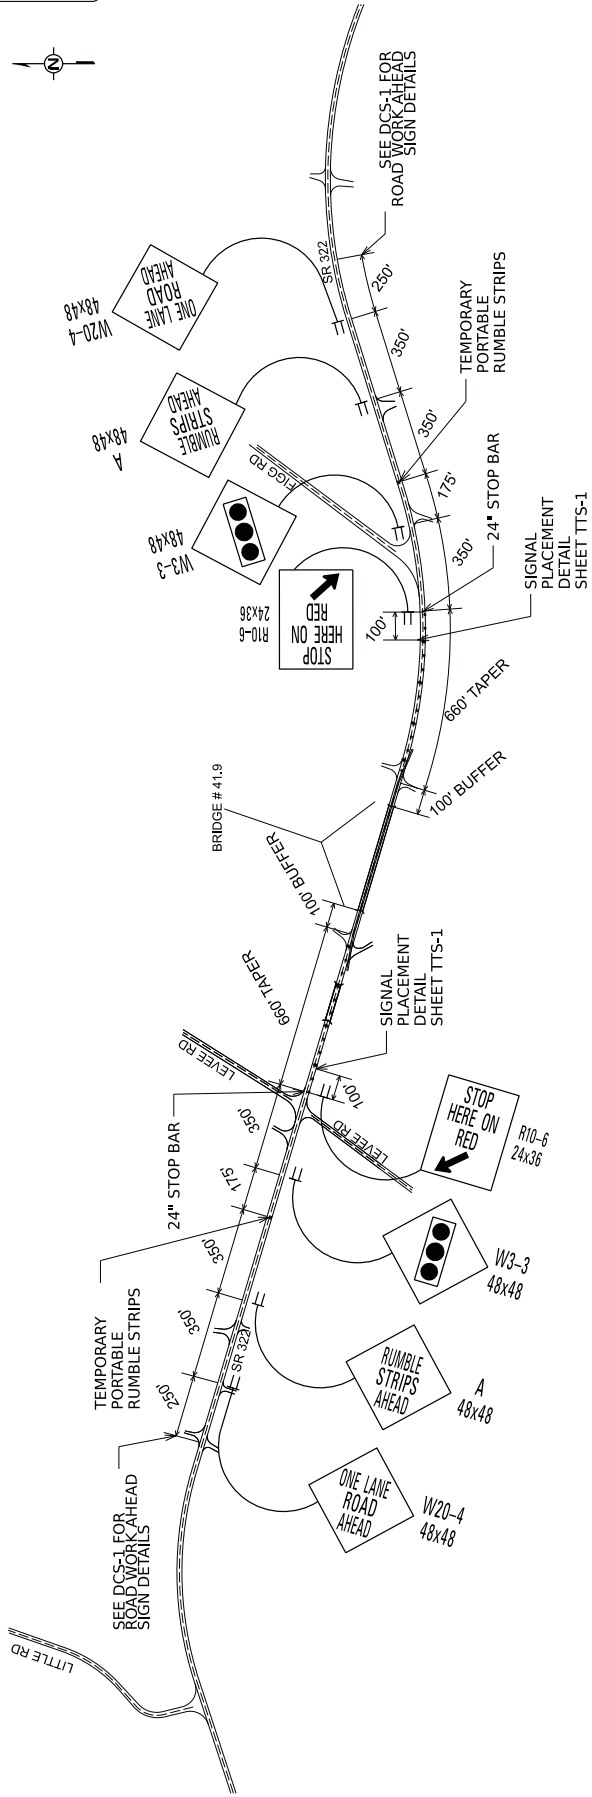 N
SEE DCS-1 FOR
ROAD WORK AHEAD
SIGN DETAILS
ONE LANE
ROAD
AHEAD
W20-4
48x48
SR 322
250'
350'
TEMPORARY
PORTABLE
RUMBLE STRIPS
RUMBLE
STRIPS
AHEAD
A
48x48
350'
FIGG RD
W3-3
48x48
175'
24" STOP BAR
350'
STOP
HERE ON
RED
R10-6
24x36
100'
SIGNAL
PLACEMENT
DETAIL
SHEET TTS-1
660' TAPER
100' BUFFER
BRIDGE # 41.9
100' BUFFER
660' TAPER
SIGNAL
PLACEMENT
DETAIL
SHEET TTS-1
LEVEE RD
100'
LEVEE RD
24" STOP BAR
350'
STOP
HERE ON
RED
R10-6
24x36
175'
W3-3
48x48
350'
TEMPORARY
PORTABLE
RUMBLE STRIPS
350'
SR 322
RUMBLE
STRIPS
AHEAD
A
48x48
250'
SEE DCS-1 FOR
ROAD WORK AHEAD
SIGN DETAILS
ONE LANE
ROAD
AHEAD
W20-4
48x48
LITTLE RD